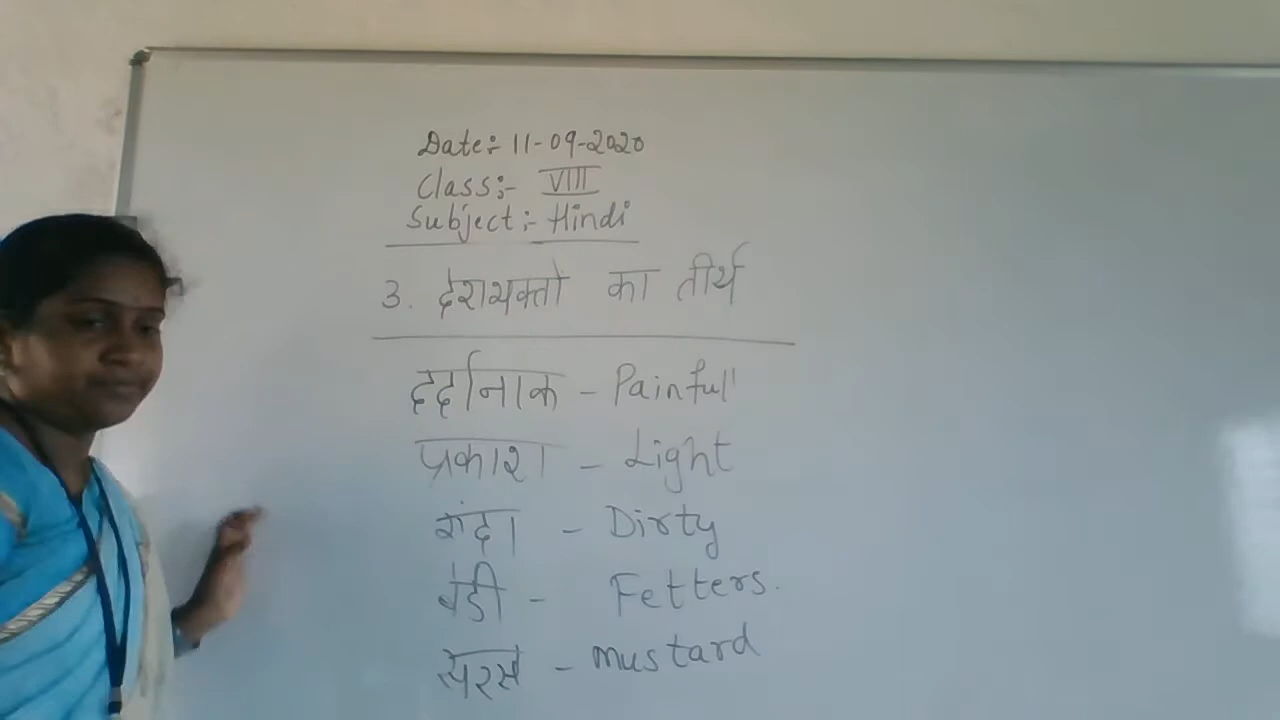 Date:- 11-09-2020
Class:- VIII
Subject:- Hindi
3. देशभक्तो का तीर्थ
दर्दनाक - Painful
प्रकाश - Light
गंदा - Dirty
बेडी - Fetters.
सरसे - mustard